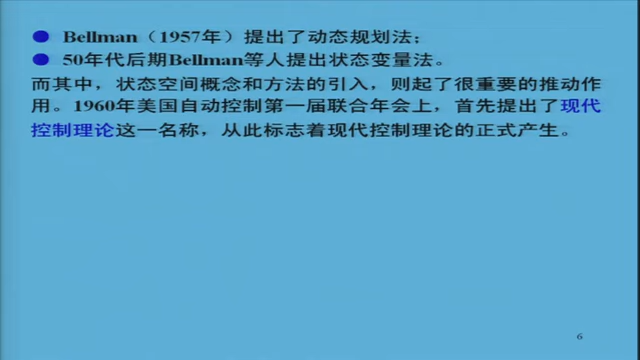 ● Bellman（1957年）提出了动态规划法；
● 50年代后期Bellman等人提出状态变量法。
而其中，状态空间概念和方法的引入，则起了很重要的推动作
用。1960年美国自动控制第一届联合年会上，首先提出了现代
控制理论这一名称，从此标志着现代控制理论的正式产生。
6